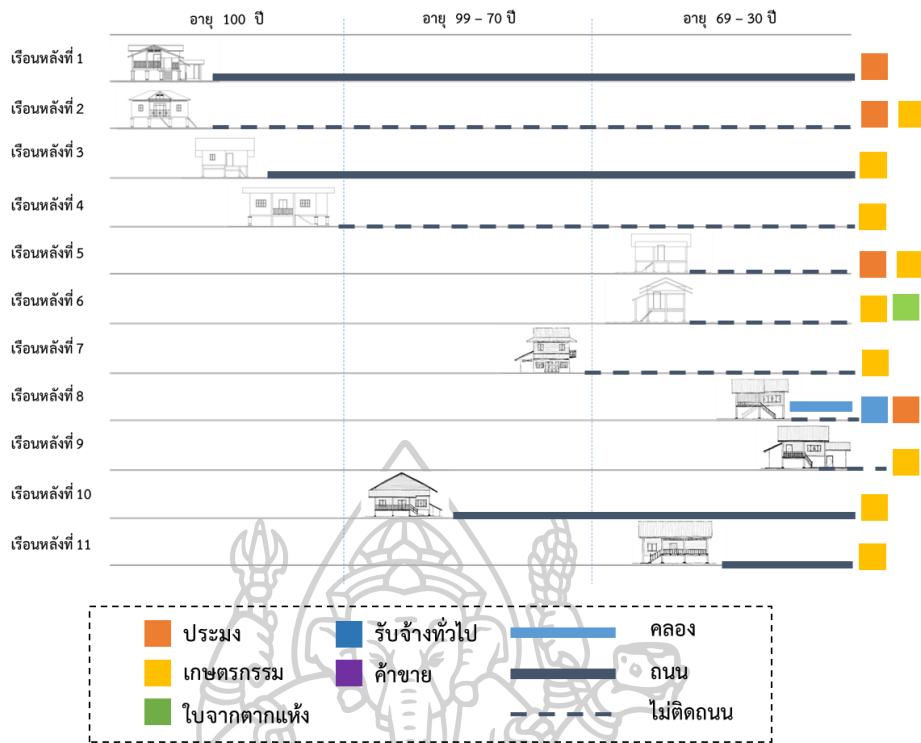 อายุ 100 ปี อายุ 99 – 70 ปี อายุ 69 – 30 ปี
เรือนหลังที่ 1
เรือนหลังที่ 2
เรือนหลังที่ 3
เรือนหลังที่ 4
เรือนหลังที่ 5
เรือนหลังที่ 6
เรือนหลังที่ 7
เรือนหลังที่ 8
เรือนหลังที่ 9
เรือนหลังที่ 10
เรือนหลังที่ 11
ประมง รับจ้างทั่วไป คลอง
เกษตรกรรม ค้าขาย ถนน
ใบจากตากแห้ง ไม่ติดถนน